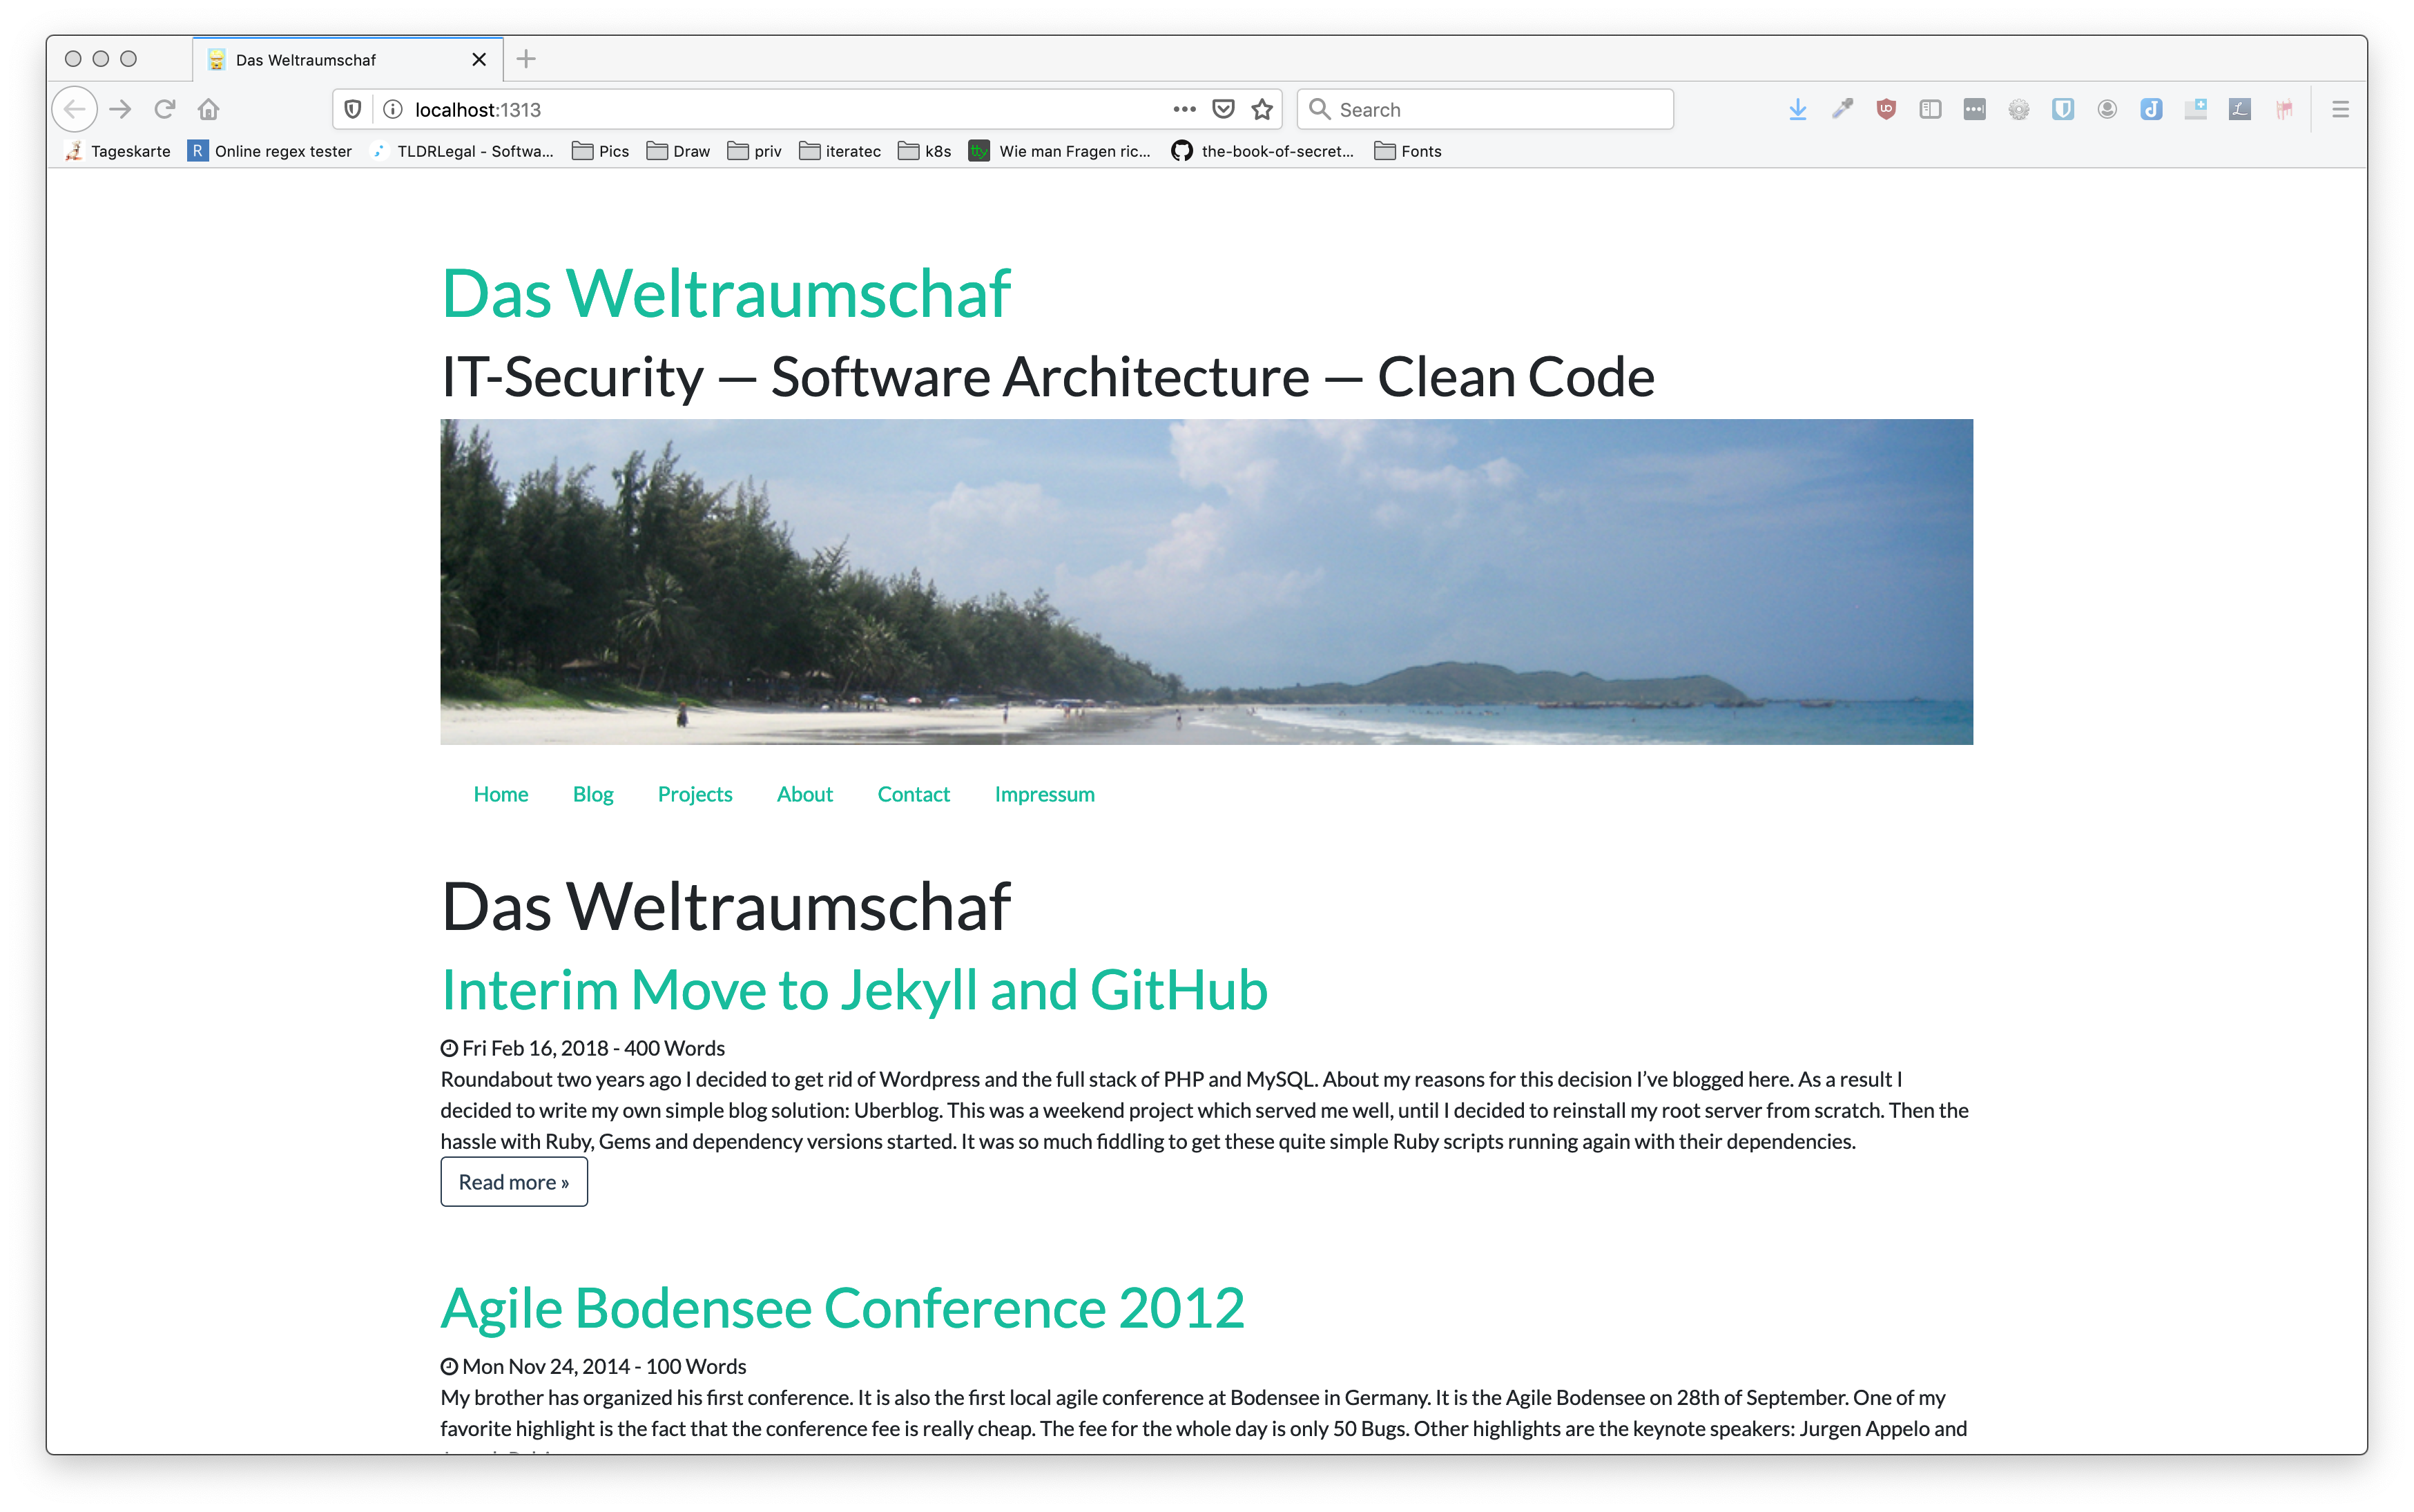 Das Weltraumschaf
localhost:1313
Search
Tageskarte
R Online regex tester
TLDRLegal - Softwa...
Pics
Draw
priv
iteratec
k8s
tty Wie man Fragen ric...
the-book-of-secret...
Fonts
Das Weltraumschaf
IT-Security — Software Architecture — Clean Code
Home Blog Projects About Contact Impressum
Das Weltraumschaf
Interim Move to Jekyll and GitHub
Fri Feb 16, 2018 - 400 Words
Roundabout two years ago I decided to get rid of Wordpress and the full stack of PHP and MySQL. About my reasons for this decision I’ve blogged here. As a result I
decided to write my own simple blog solution: Uberblog. This was a weekend project which served me well, until I decided to reinstall my root server from scratch. Then the
hassle with Ruby, Gems and dependency versions started. It was so much fiddling to get these quite simple Ruby scripts running again with their dependencies.
Read more »
Agile Bodensee Conference 2012
Mon Nov 24, 2014 - 100 Words
My brother has organized his first conference. It is also the first local agile conference at Bodensee in Germany. It is the Agile Bodensee on 28th of September. One of my
favorite highlight is the fact that the conference fee is really cheap. The fee for the whole day is only 50 Bugs. Other highlights are the keynote speakers: Jurgen Appelo and